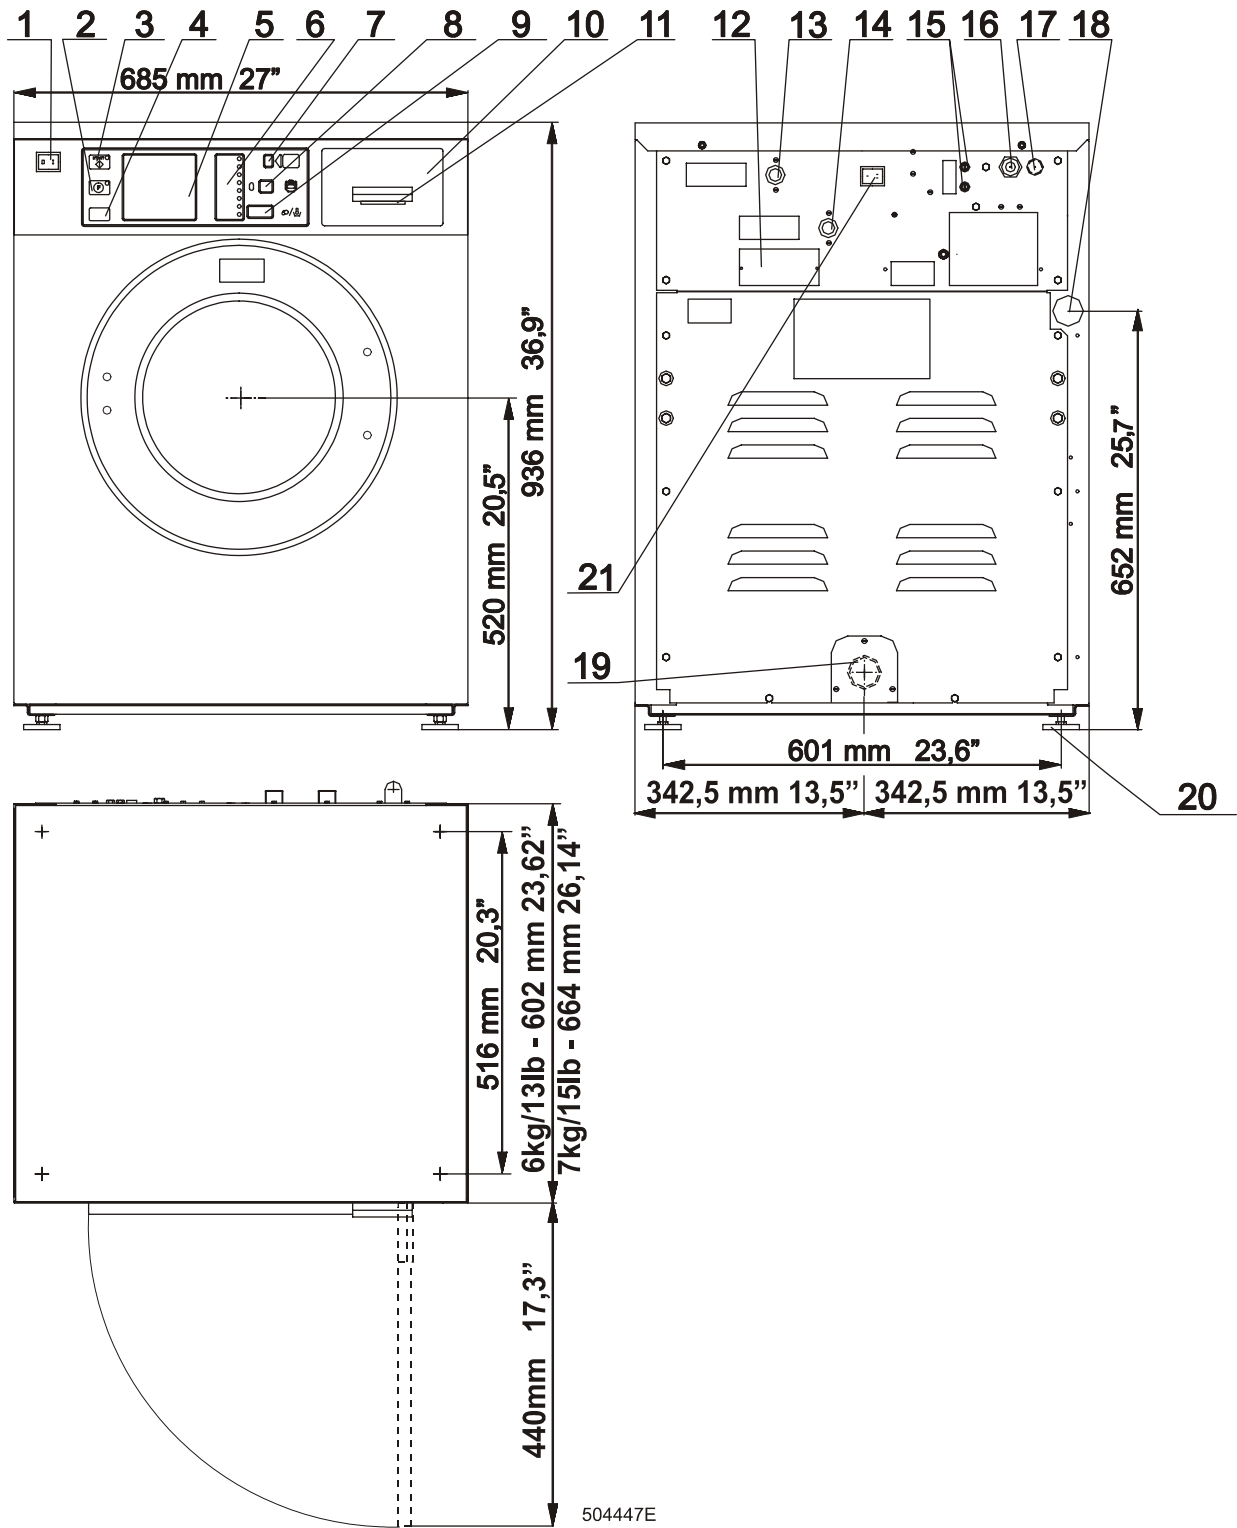 1 2 3 4 5 6 7 8 9 10 11 12 13 14 15 16 17 18
685 mm 27"
START
P
936 mm 36,9"
520 mm 20,5"
652 mm 25,7"
21
19
601 mm 23,6"
342,5 mm 13,5" 342,5 mm 13,5"
20
516 mm 20,3"
6kg/13lb - 602 mm 23,62"
7kg/15lb - 664 mm 26,14"
440mm 17,3"
504447E